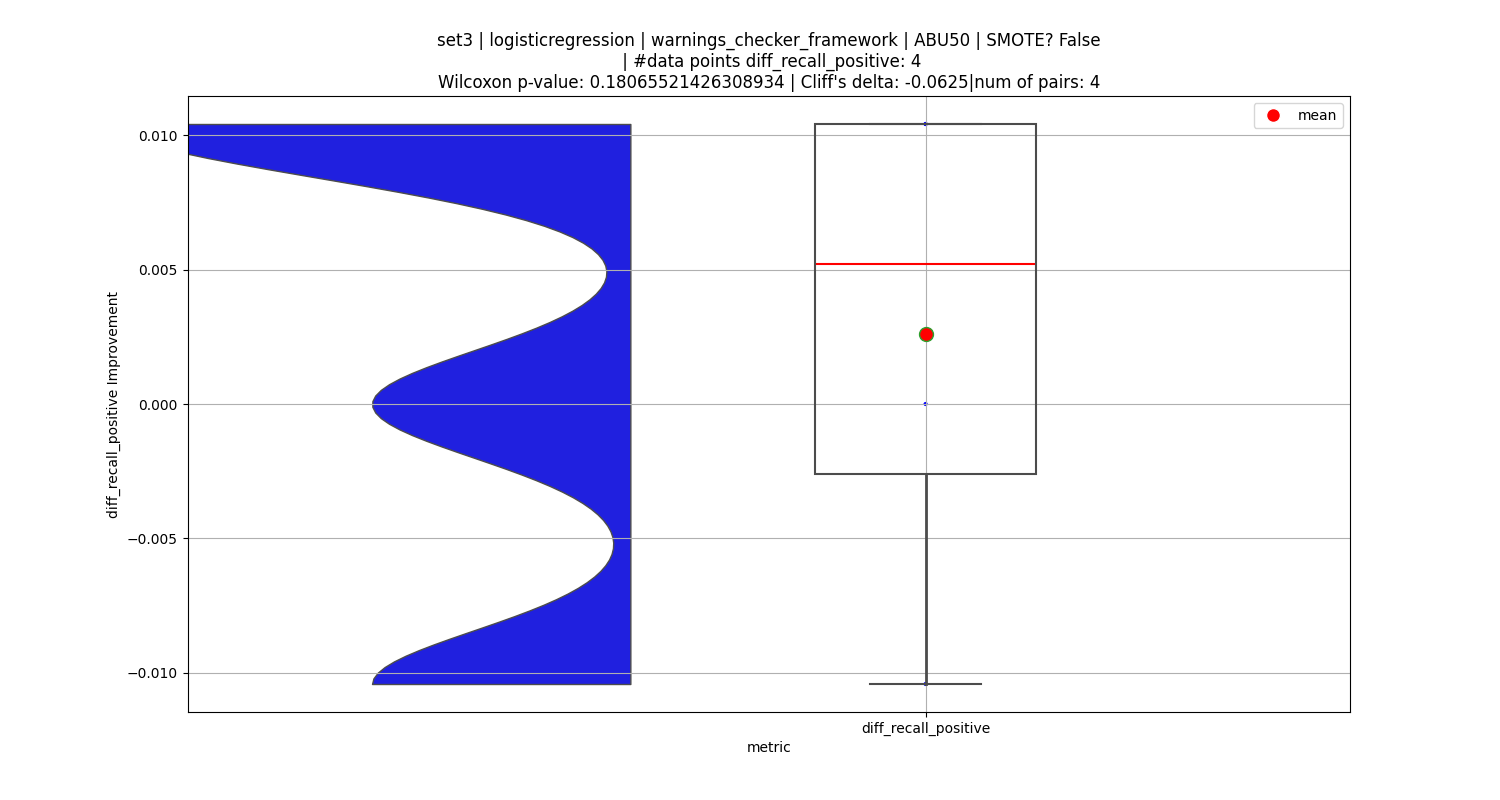 set3 | logisticregression | warnings_checker_framework | ABU50 | SMOTE? False
| #data points diff_recall_positive: 4
Wilcoxon p-value: 0.18065521426308934 | Cliff's delta: -0.0625|num of pairs: 4
mean
0.010
0.005
0.000
−0.005
−0.010
diff_recall_positive Improvement
diff_recall_positive
metric